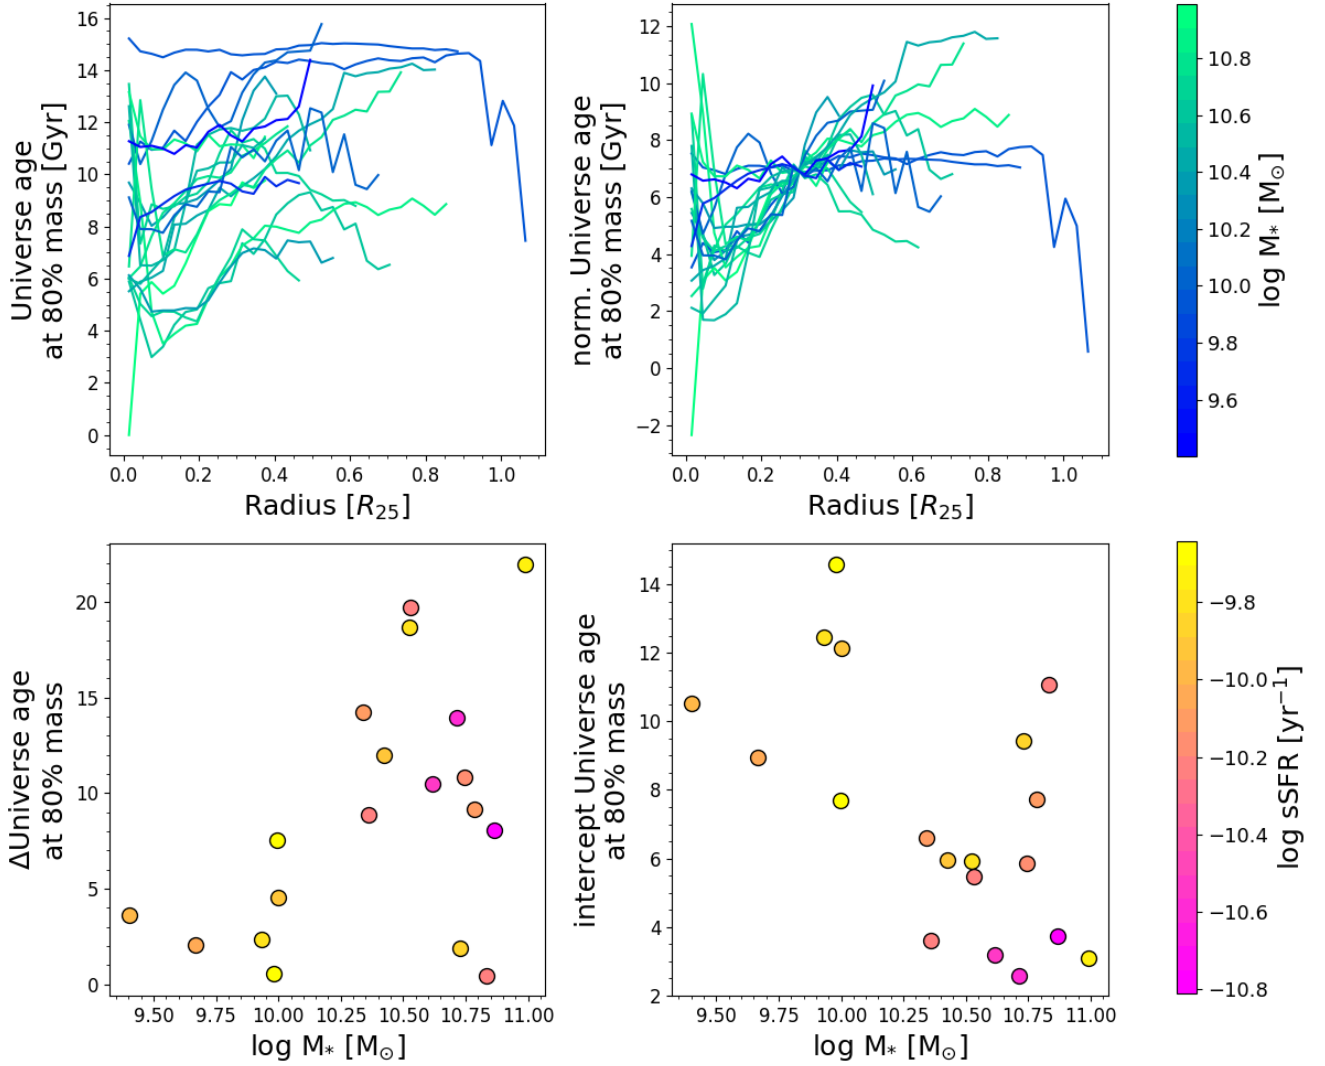 16
14
12
10
8
6
4
2
0
Universe age
at 80% mass [Gyr]
0.0 0.2 0.4 0.6 0.8 1.0
Radius [R25]
12
10
8
6
4
2
0
−2
norm. Universe age
at 80% mass [Gyr]
0.0 0.2 0.4 0.6 0.8 1.0
Radius [R25]
10.8
10.6
10.4
10.2
10.0
9.8
9.6
log M* [M⊙]
20
15
10
5
0
ΔUniverse age
at 80% mass
9.50 9.75 10.00 10.25 10.50 10.75 11.00
log M* [M⊙]
14
12
10
8
6
4
2
intercept Universe age
at 80% mass
9.50 9.75 10.00 10.25 10.50 10.75 11.00
log M* [M⊙]
−9.8
−10.0
−10.2
−10.4
−10.6
−10.8
log sSFR [yr−1]